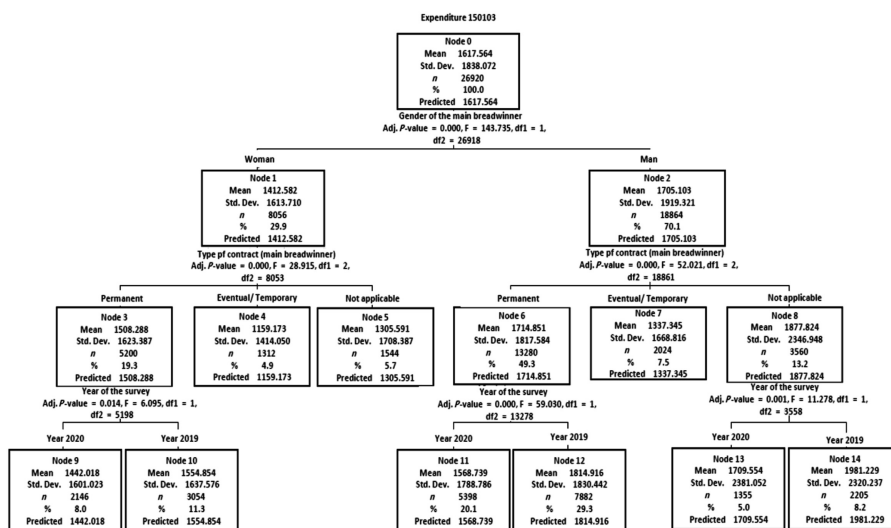 Expenditure 150103
Node 0
Mean 1617.564
Std. Dev. 1838.072
n 26920
% 100.0
Predicted 1617.564
Gender of the main breadwinner
Adj. P-value = 0.000, F = 143.735, df1 = 1,
df2 = 26918
Woman
Man
Node 1
Mean 1412.582
Std. Dev. 1613.710
n 8056
% 29.9
Predicted 1412.582
Node 2
Mean 1705.103
Std. Dev. 1919.321
n 18864
% 70.1
Predicted 1705.103
Type pf contract (main breadwinner)
Adj. P-value = 0.000, F = 28.915, df1 = 2,
df2 = 8053
Type pf contract (main breadwinner)
Adj. P-value = 0.000, F = 52.021, df1 = 2,
df2 = 18861
Permanent
Eventual/ Temporary
Not applicable
Permanent
Eventual/ Temporary
Not applicable
Node 3
Mean 1508.288
Std. Dev. 1623.387
n 5200
% 19.3
Predicted 1508.288
Node 4
Mean 1159.173
Std. Dev. 1414.050
n 1312
% 4.9
Predicted 1159.173
Node 5
Mean 1305.591
Std. Dev. 1708.387
n 1544
% 5.7
Predicted 1305.591
Node 6
Mean 1714.851
Std. Dev. 1817.584
n 13280
% 49.3
Predicted 1714.851
Node 7
Mean 1337.345
Std. Dev. 1668.816
n 2024
% 7.5
Predicted 1337.345
Node 8
Mean 1877.824
Std. Dev. 2346.948
n 3560
% 13.2
Predicted 1877.824
Year of the survey
Adj. P-value = 0.014, F = 6.095, df1 = 1,
df2 = 5198
Year of the survey
Adj. P-value = 0.000, F = 59.030, df1 = 1,
df2 = 13278
Year of the survey
Adj. P-value = 0.001, F = 11.278, df1 = 1,
df2 = 3558
Year 2020
Year 2019
Year 2020
Year 2019
Year 2020
Year 2019
Node 9
Mean 1442.018
Std. Dev. 1601.023
n 2146
% 8.0
Predicted 1442.018
Node 10
Mean 1554.854
Std. Dev. 1637.576
n 3054
% 11.3
Predicted 1554.854
Node 11
Mean 1568.739
Std. Dev. 1788.786
n 5398
% 20.1
Predicted 1568.739
Node 12
Mean 1814.916
Std. Dev. 1830.442
n 7882
% 29.3
Predicted 1814.916
Node 13
Mean 1709.554
Std. Dev. 2381.052
n 1355
% 5.0
Predicted 1709.554
Node 14
Mean 1981.229
Std. Dev. 2320.237
n 2205
% 8.2
Predicted 1981.229